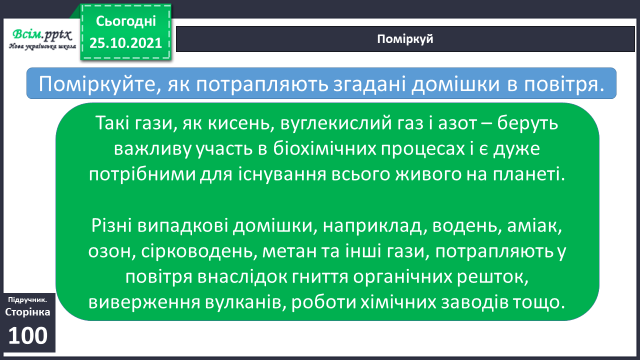 Всім.pptx
Нова українська школа
Сьогодні
25.10.2021
Поміркуй
Поміркуйте, як потрапляють згадані домішки в повітря.
Такі гази, як кисень, вуглекислий газ і азот – беруть
важливу участь в біохімічних процесах і є дуже
потрібними для існування всього живого на планеті.
Різні випадкові домішки, наприклад, водень, аміак,
озон, сірководень, метан та інші гази, потрапляють у
повітря внаслідок гниття органічних решток,
виверження вулканів, роботи хімічних заводів тощо.
Підручник.
Сторінка
100